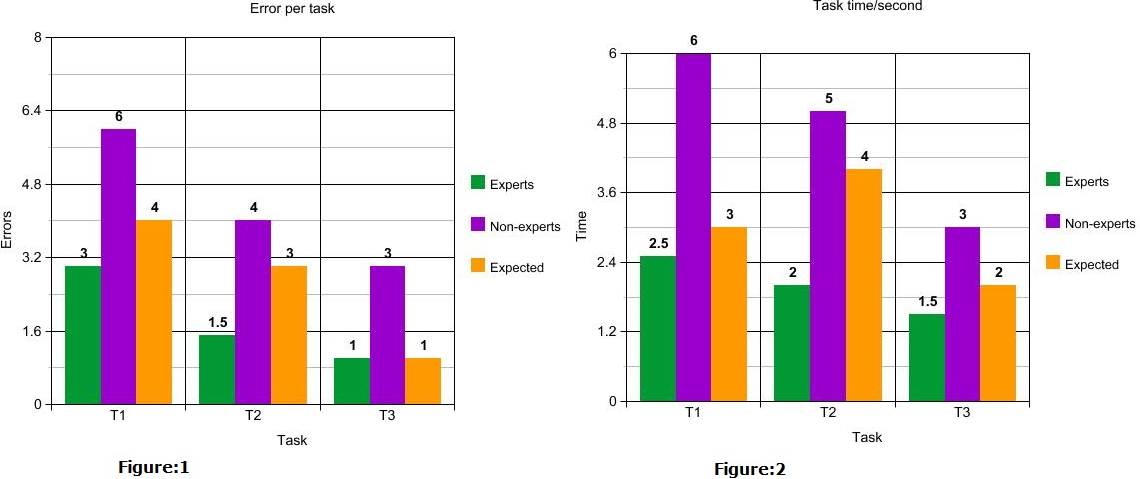 Error per task
8
6.4
4.8
3.2
1.6
0
Errors
3
6
4
1.5
4
3
1
3
1
T1
T2
T3
Task
Experts
Non-experts
Expected
Figure:1
Task time/second
6
4.8
3.6
2.4
1.2
0
Time
2.5
6
3
2
5
4
1.5
3
2
T1
T2
T3
Task
Experts
Non-experts
Expected
Figure:2